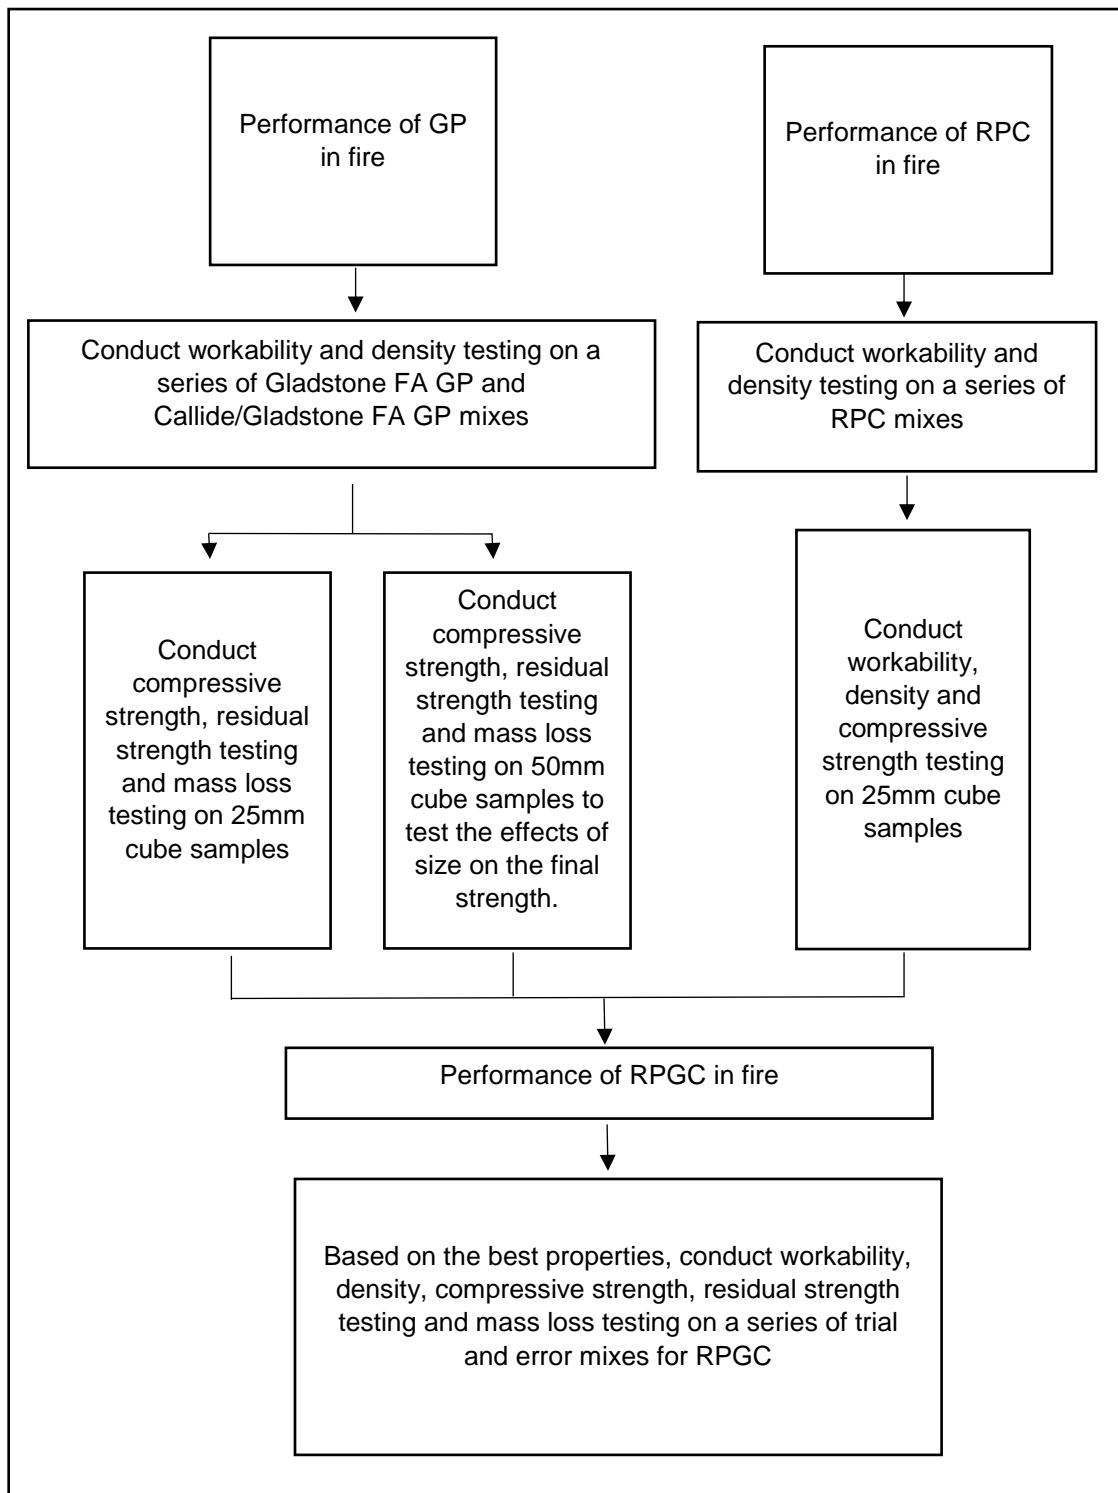 Performance of GP
in fire
Performance of RPC
in fire
Conduct workability and density testing on a
series of Gladstone FA GP and
Callide/Gladstone FA GP mixes
Conduct workability and
density testing on a series of
RPC mixes
Conduct
compressive
strength, residual
strength testing
and mass loss
testing on 25mm
cube samples
Conduct
compressive
strength, residual
strength testing
and mass loss
testing on 50mm
cube samples to
test the effects of
size on the final
strength.
Conduct
workability,
density and
compressive
strength testing
on 25mm cube
samples
Performance of RPGC in fire
Based on the best properties, conduct workability,
density, compressive strength, residual strength
testing and mass loss testing on a series of trial
and error mixes for RPGC